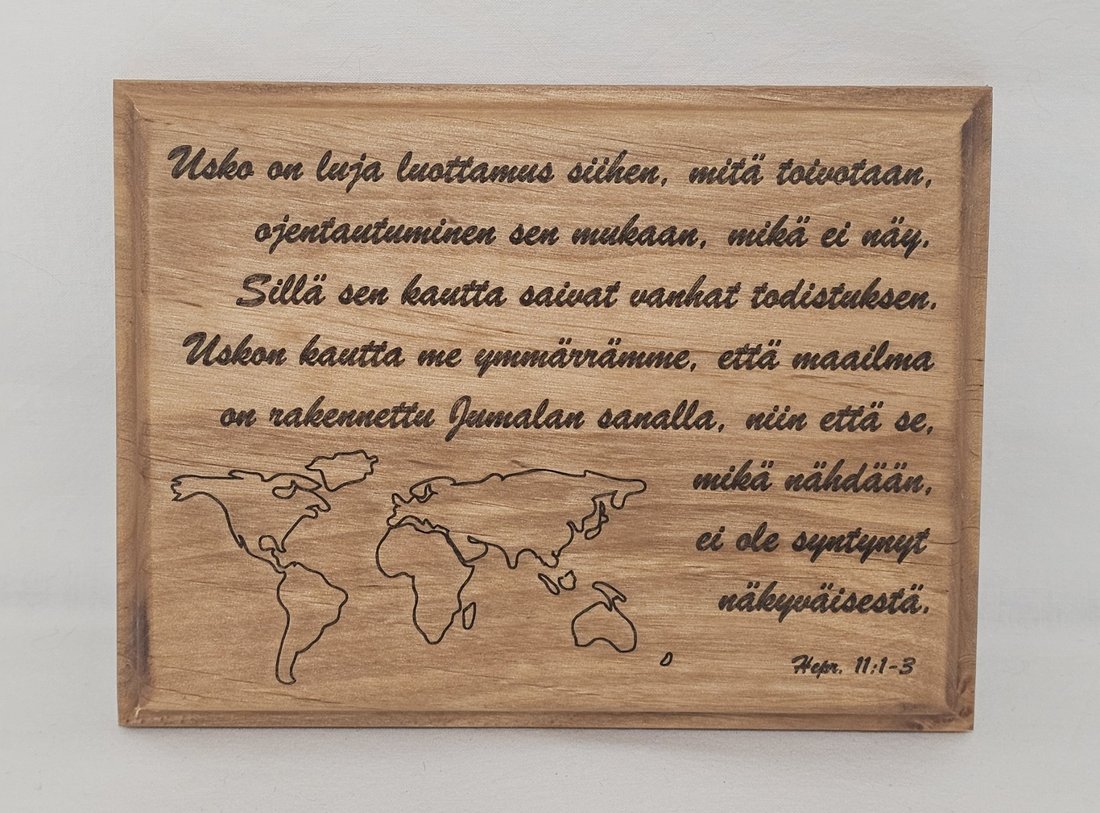 Usko on luja luottamus siihen, mitä toivotaan,
ojentautuminen sen mukaan, mikä ei näy.
Sillä sen kautta saivat vanhat todistuksen.
Uskon kautta me ymmärrämme, että maailma
on rakennettu Jumalan sanalla, niin että se,
mikä nähdään,
ei ole syntynyt
näkyväisestä.
Hepr. 11:1-3